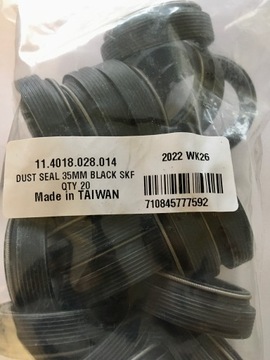 11.4018.028.014 2022 WK26
DUST SEAL 35MM BLACK SKF
QTY 20
Made in TAIWAN 710845777592